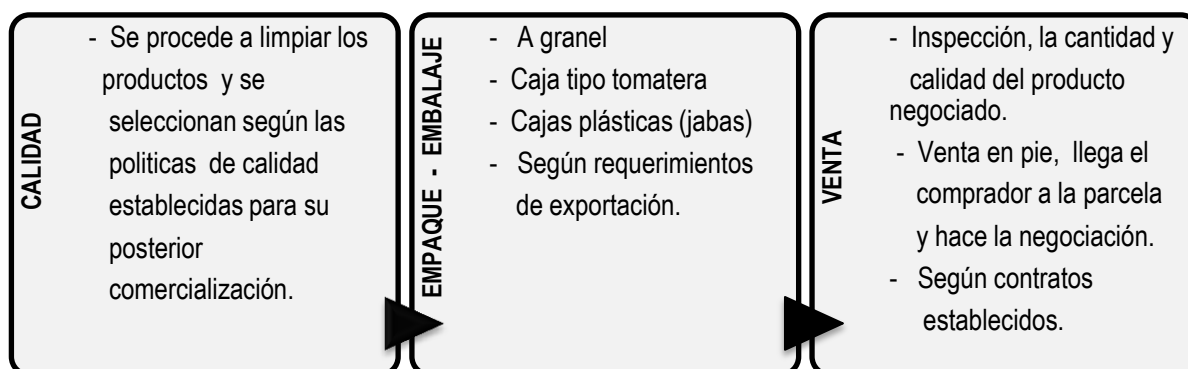 CALIDAD
- Se procede a limpiar los
productos y se
seleccionan según las
politicas de calidad
establecidas para su
posterior
comercialización.
EMPAQUE - EMBALAJE
- A granel
- Caja tipo tomatera
- Cajas plásticas (jabas)
- Según requerimientos
de exportación.
VENTA
- Inspección, la cantidad y
calidad del producto
negociado.
- Venta en pie, llega el
comprador a la parcela
y hace la negociación.
- Según contratos
establecidos.